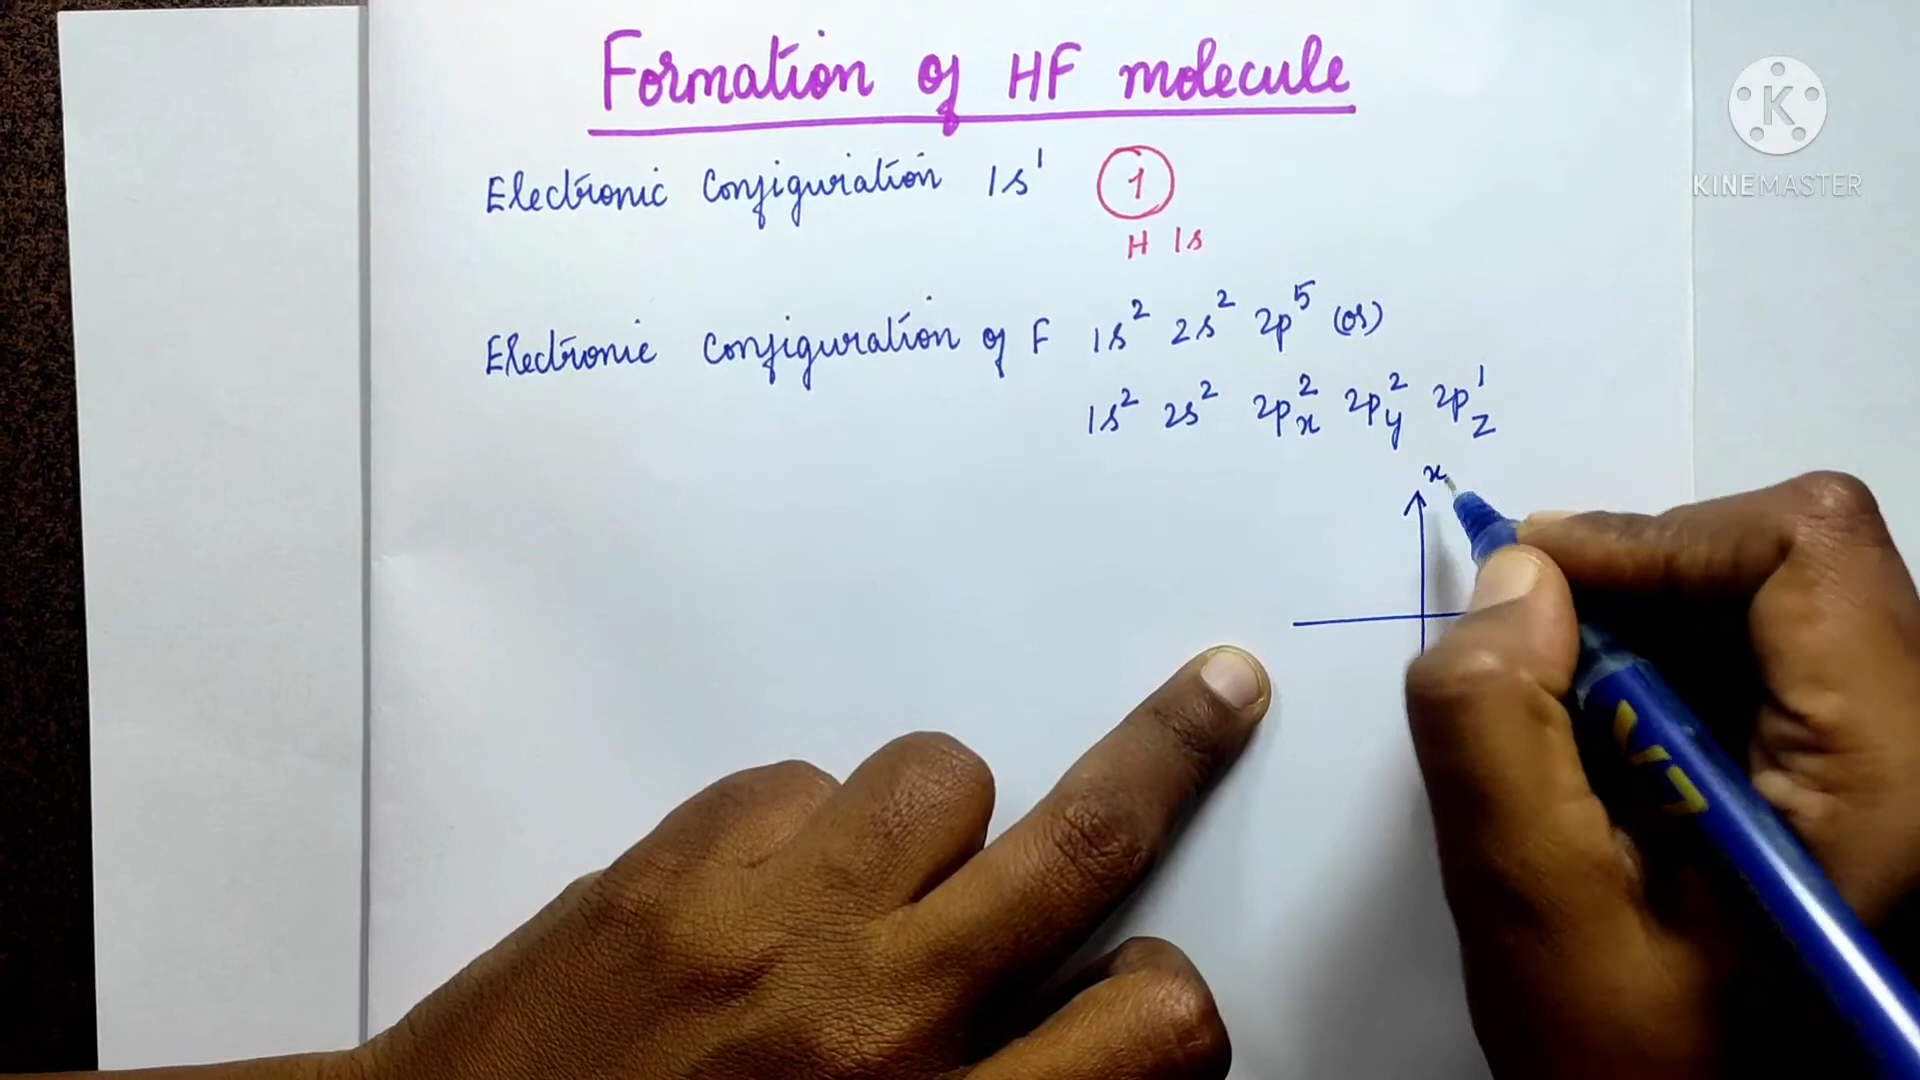 Formation of HF molecule
Electronic Configuration 1s¹ 1
H 1s
Electronic Configuration of F 1s² 2s² 2p⁵ (or)
1s² 2s² 2pₓ² 2pᵧ² 2p𝓏¹
x
K
KINEMASTER